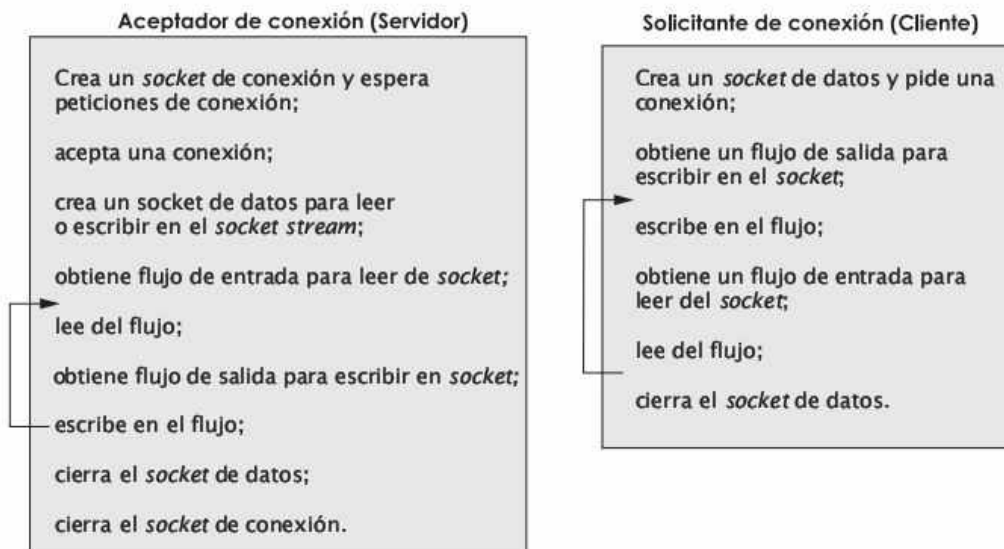 Aceptador de conexión (Servidor)
Crea un socket de conexión y espera
peticiones de conexión;
acepta una conexión;
crea un socket de datos para leer
o escribir en el socket stream;
obtiene flujo de entrada para leer de socket;
lee del flujo;
obtiene flujo de salida para escribir en socket;
escribe en el flujo;
cierra el socket de datos;
cierra el socket de conexión.
Solicitante de conexión (Cliente)
Crea un socket de datos y pide una
conexión;
obtiene un flujo de salida para
escribir en el socket;
escribe en el flujo;
obtiene un flujo de entrada para
leer del socket;
lee del flujo;
cierra el socket de datos.